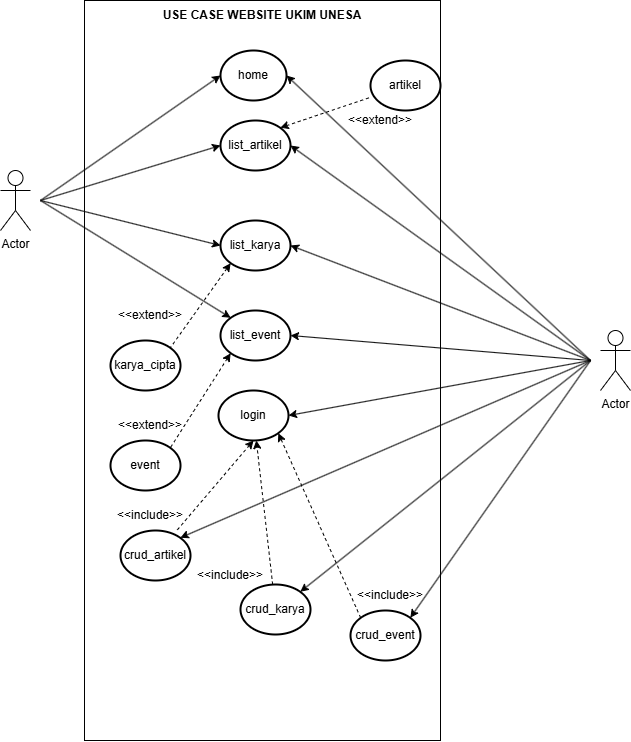 USE CASE WEBSITE UKIM UNESA
home
artikel
<<extend>>
list_artikel
Actor
list_karya
<<extend>>
list_event
karya_cipta
Actor
login
<<extend>>
event
<<include>>
crud_artikel
<<include>>
<<include>>
crud_karya
crud_event